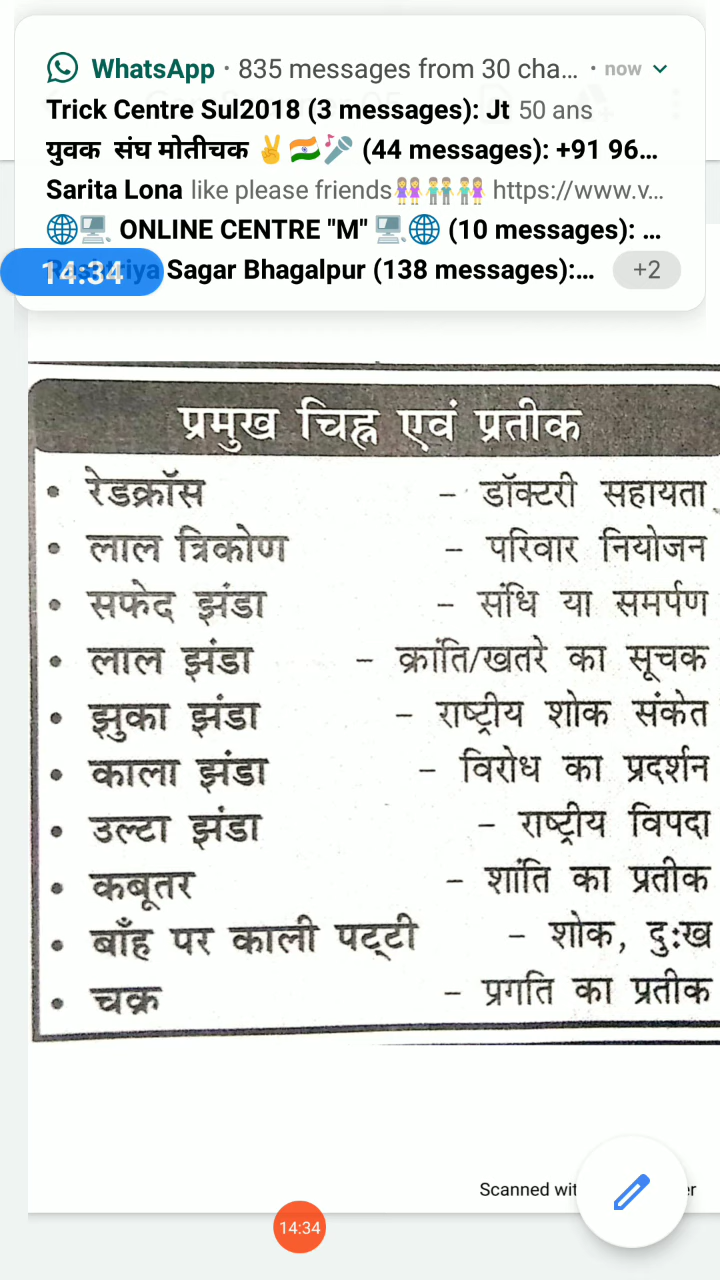 WhatsApp · 835 messages from 30 cha... · now
Trick Centre Sul2018 (3 messages): Jt 50 ans
युवक संघ मोतीचक ✌️🇮🇳🎤 (44 messages): +91 96...
Sarita Lona like please friends👭👬👫 https://www.v...
🌐💻 ONLINE CENTRE "M" 💻🌐 (10 messages): ...
14:34 Sagar Bhagalpur (138 messages):... +2
प्रमुख चिह्न एवं प्रतीक
• रेडक्रॉस – डॉक्टरी सहायता
• लाल त्रिकोण – परिवार नियोजन
• सफेद झंडा – संधि या समर्पण
• लाल झंडा – क्रांति/खतरे का सूचक
• झुका झंडा – राष्ट्रीय शोक संकेत
• काला झंडा – विरोध का प्रदर्शन
• उल्टा झंडा – राष्ट्रीय विपदा
• कबूतर – शांति का प्रतीक
• बाँह पर काली पट्टी – शोक, दुःख
• चक्र – प्रगति का प्रतीक
Scanned wit
14:34